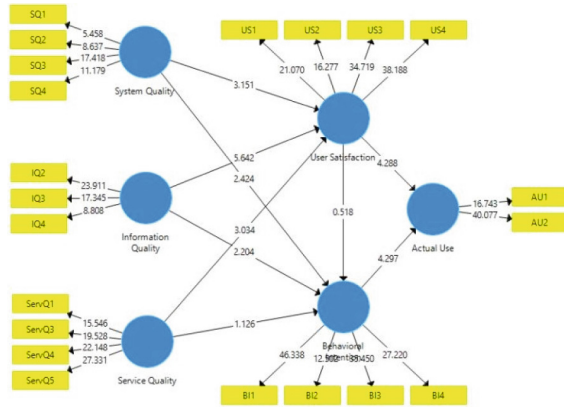 SQ1
SQ2
SQ3
SQ4
5.458
8.637
17.418
11.179
System Quality
US1
US2
US3
US4
21.070
16.277
34.719
38.188
User Satisfaction
3.151
5.642
2.424
3.034
2.204
1.126
0.518
4.288
4.297
IQ2
IQ3
IQ4
23.911
17.345
8.808
Information
Quality
Actual Use
16.743
40.077
AU1
AU2
ServQ1
ServQ3
ServQ4
ServQ5
15.546
19.528
22.148
27.331
Service Quality
Behavioral
46.338
27.220
BI1
BI2
BI3
BI4